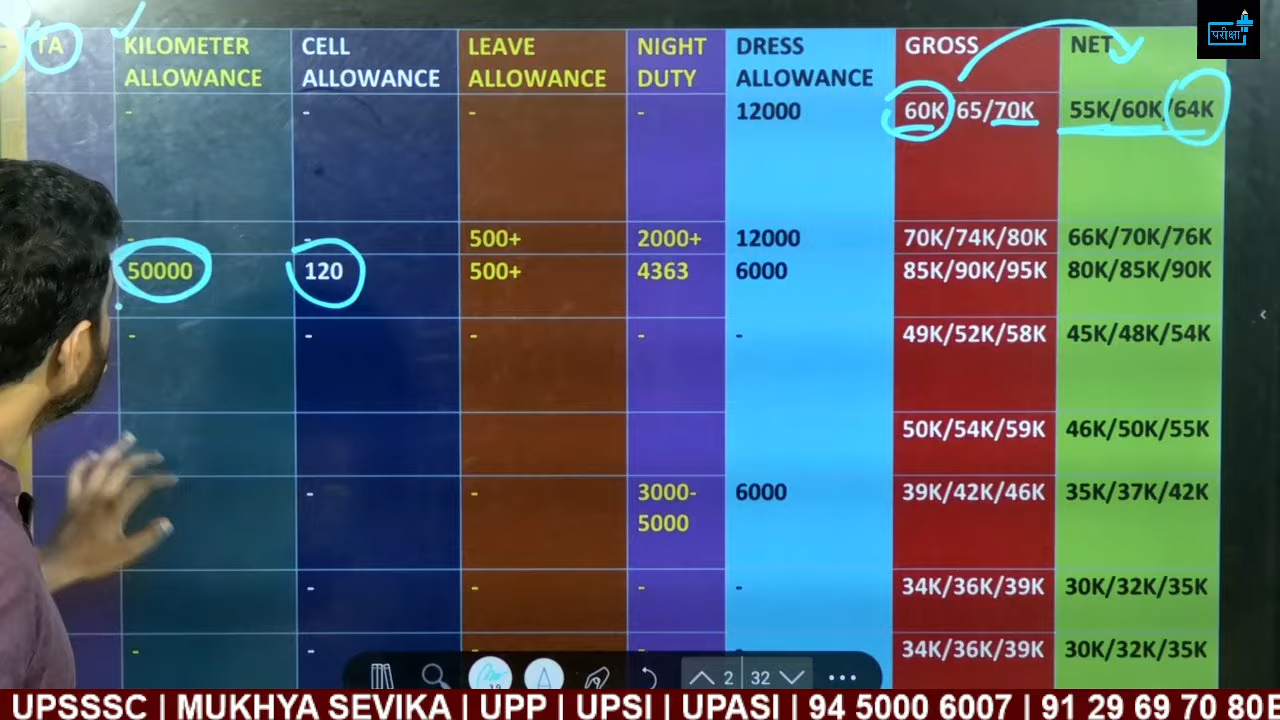 परीक्षा
TA KILOMETER ALLOWANCE CELL ALLOWANCE LEAVE ALLOWANCE NIGHT DUTY DRESS ALLOWANCE GROSS NET
- - - - 12000 60K/65/70K 55K/60K/64K
- - 500+ 2000+ 12000 70K/74K/80K 66K/70K/76K
50000 120 500+ 4363 6000 85K/90K/95K 80K/85K/90K
- - - - - 49K/52K/58K 45K/48K/54K
50K/54K/59K 46K/50K/55K
- - 3000-5000 6000 39K/42K/46K 35K/37K/42K
- - - - 34K/36K/39K 30K/32K/35K
- - - - - 34K/36K/39K 30K/32K/35K
2 32
UPSSSC | MUKHYA SEVIKA | UPP | UPSI | UPASI | 94 5000 6007 | 91 29 69 70 80